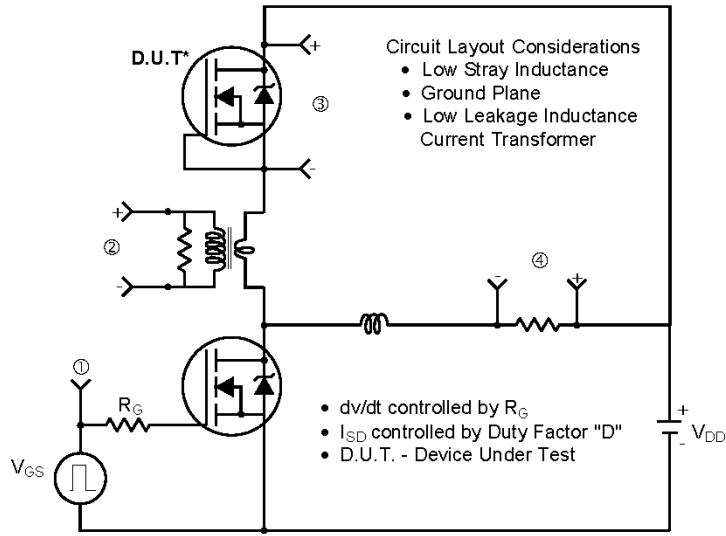 D.U.T*
+
Circuit Layout Considerations
• Low Stray Inductance
• Ground Plane
• Low Leakage Inductance
Current Transformer
③
-
+
②
-
④
- +
①
R_G
V_GS
• dv/dt controlled by R_G
• I_SD controlled by Duty Factor "D"
• D.U.T. - Device Under Test
+
V_DD
-